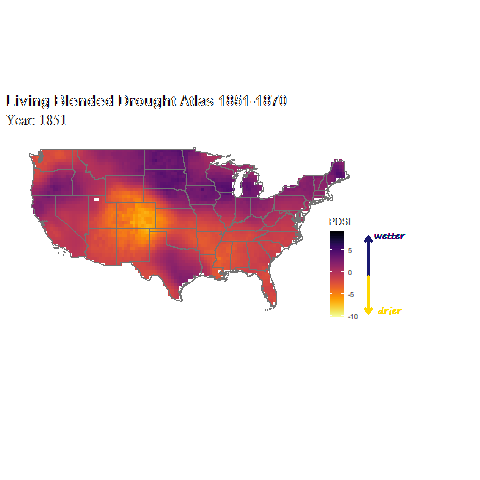 Living Blended Drought Atlas 1851-1870
Year: 1851
PDSI
wetter
5
0
-5
-10
drier